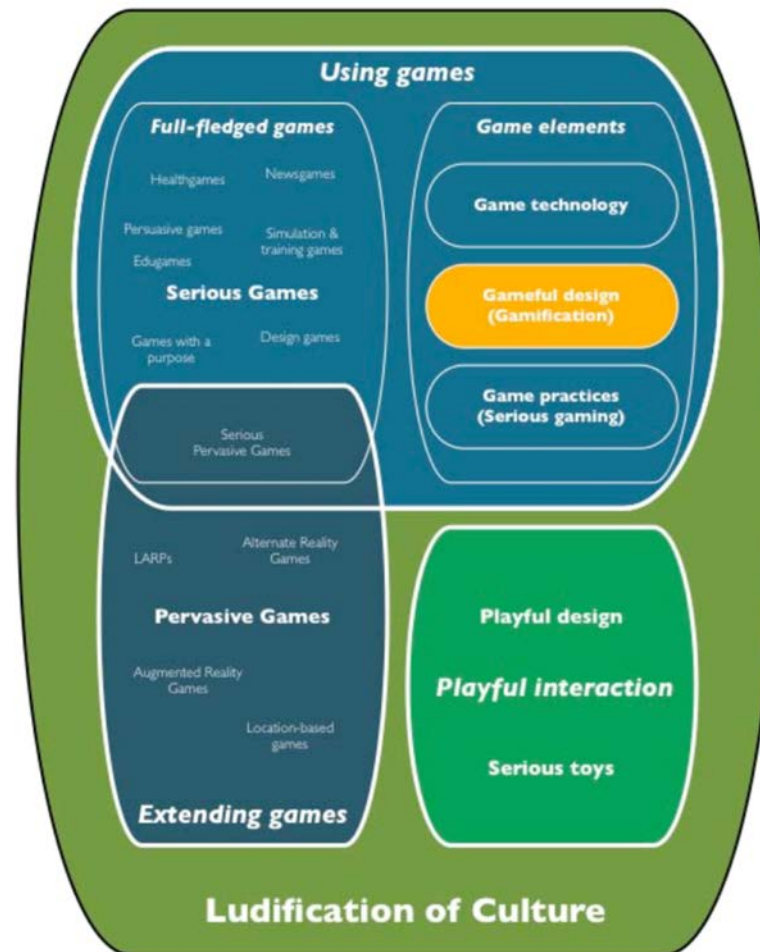 Using games
Full-fledged games
Game elements
Healthgames
Newsgames
Game technology
Persuasive games
Simulation &
training games
Edugames
Serious Games
Gameful design
(Gamification)
Games with a
purpose
Design games
Game practices
(Serious gaming)
Serious
Pervasive Games
LARPs
Alternate Reality
Games
Pervasive Games
Augmented Reality
Games
Location-based
games
Extending games
Playful design
Playful interaction
Serious toys
Ludification of Culture